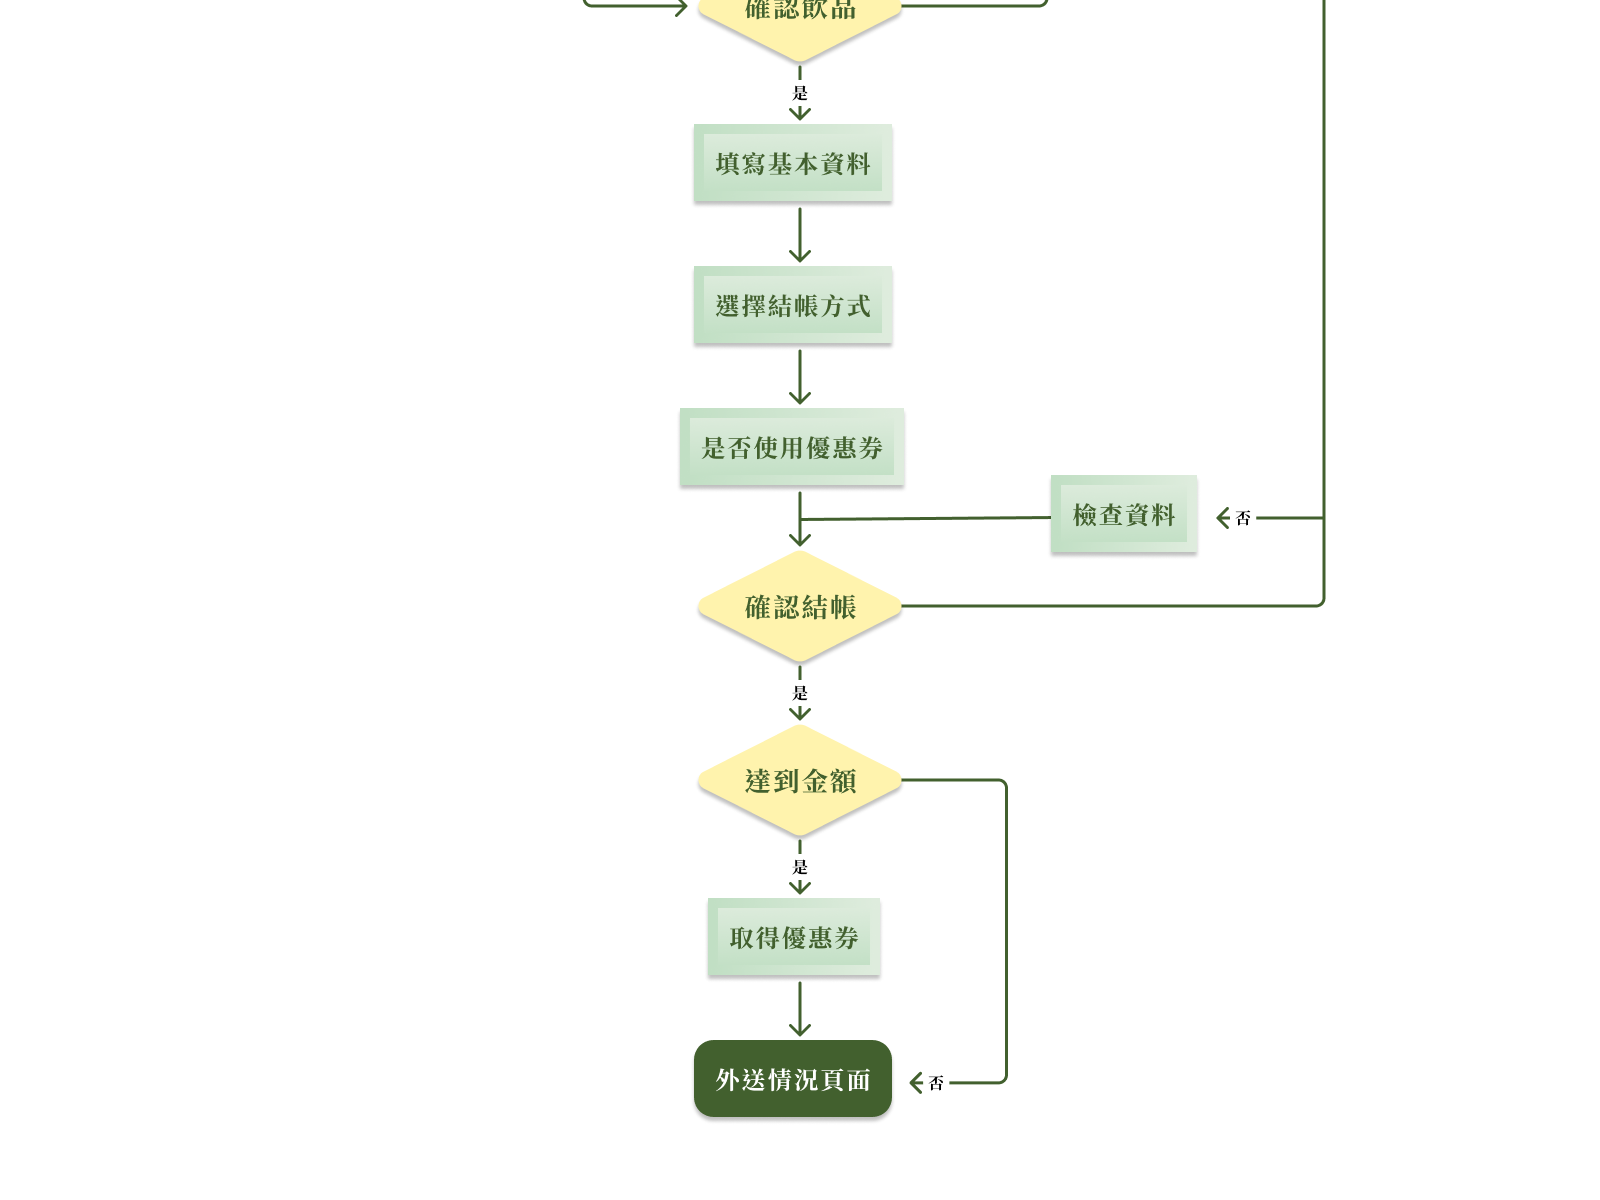 確認飲品
是
填寫基本資料
選擇結帳方式
是否使用優惠券
檢查資料
否
確認結帳
是
達到金額
是
取得優惠券
外送情況頁面
否